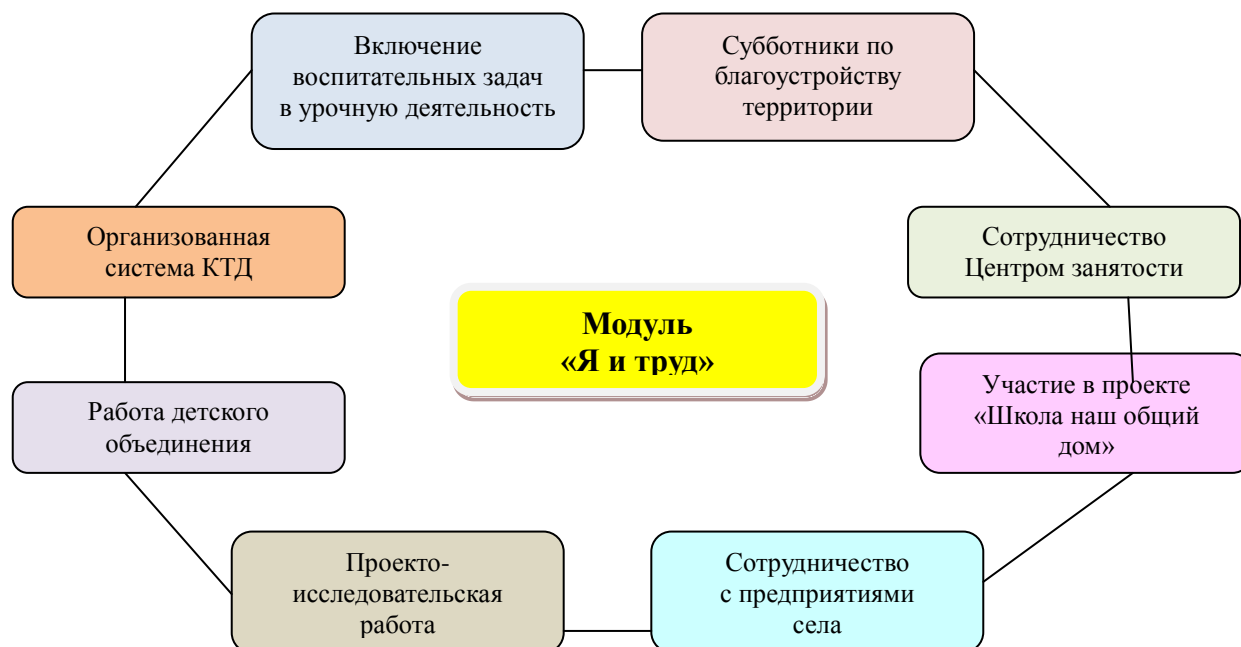 Включение
воспитательных задач
в урочную деятельность
Субботники по
благоустройству
территории
Организованная
система КТД
Сотрудничество
Центром занятости
Модуль
«Я и труд»
Работа детского
объединения
Участие в проекте
«Школа наш общий
дом»
Проекто-
исследовательская
работа
Сотрудничество
с предприятиями
села